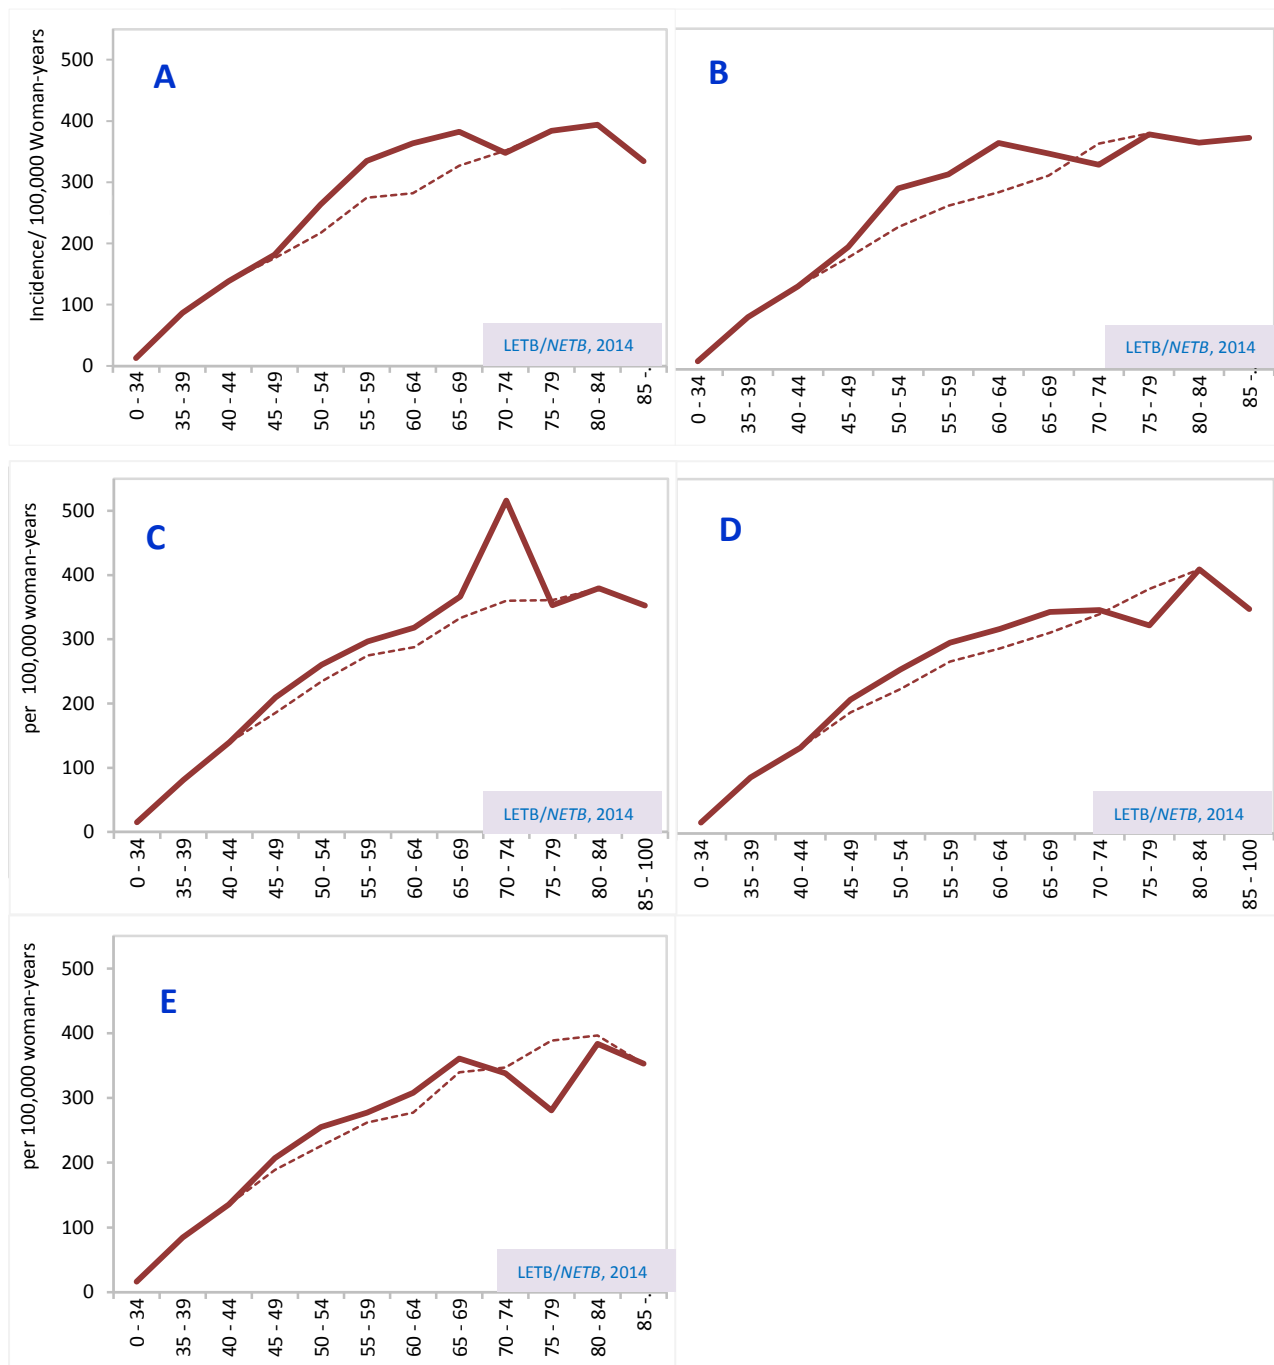 Incidence/ 100,000 Woman-years
500
400
300
200
100
0
A
LETB/NETB, 2014
0 - 34
35 - 39
40 - 44
45 - 49
50 - 54
55 - 59
60 - 64
65 - 69
70 - 74
75 - 79
80 - 84
85 -.
B
LETB/NETB, 2014
0 - 34
35 - 39
40 - 44
45 - 49
50 - 54
55 - 59
60 - 64
65 - 69
70 - 74
75 - 79
80 - 84
85 -.
per 100,000 woman-years
500
400
300
200
100
0
C
LETB/NETB, 2014
0 - 34
35 - 39
40 - 44
45 - 49
50 - 54
55 - 59
60 - 64
65 - 69
70 - 74
75 - 79
80 - 84
85 - 100
D
LETB/NETB, 2014
0 - 34
35 - 39
40 - 44
45 - 49
50 - 54
55 - 59
60 - 64
65 - 69
70 - 74
75 - 79
80 - 84
85 - 100
per 100,000 woman-years
500
400
300
200
100
0
E
LETB/NETB, 2014
0 - 34
35 - 39
40 - 44
45 - 49
50 - 54
55 - 59
60 - 64
65 - 69
70 - 74
75 - 79
80 - 84
85 -.